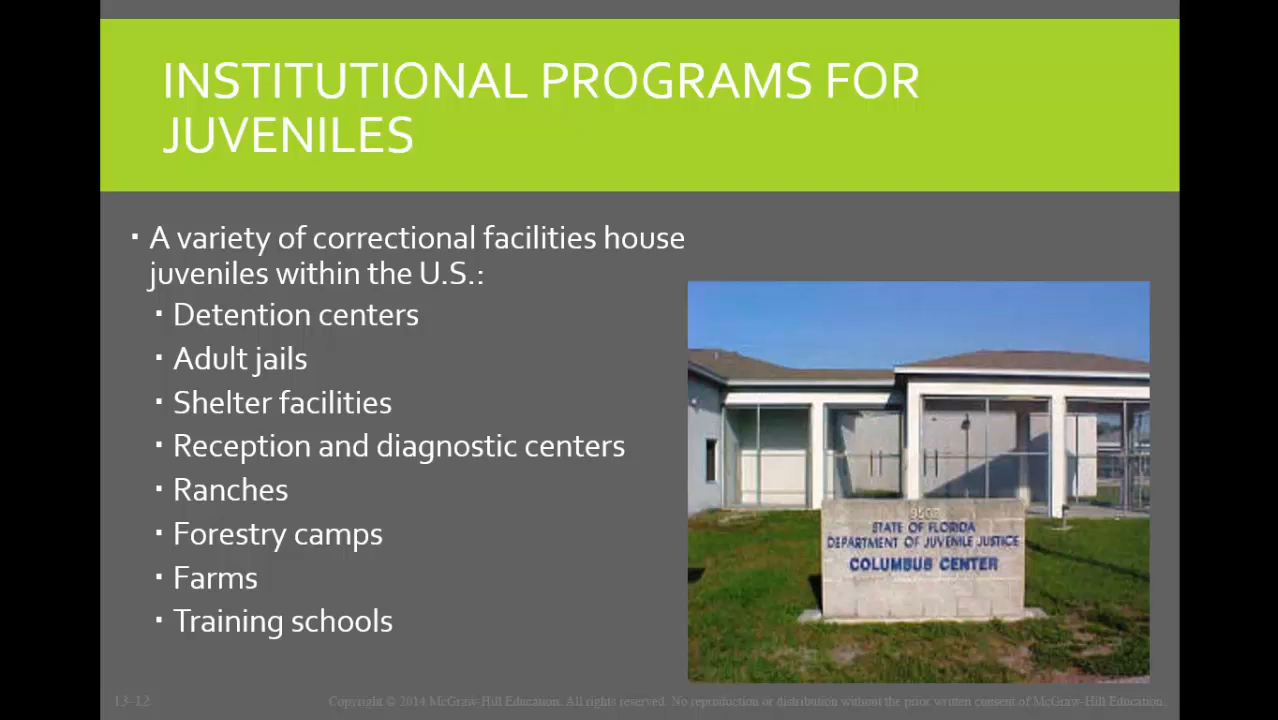 INSTITUTIONAL PROGRAMS FOR
JUVENILES
▪ A variety of correctional facilities house
juveniles within the U.S.:
▪ Detention centers
▪ Adult jails
▪ Shelter facilities
▪ Reception and diagnostic centers
▪ Ranches
▪ Forestry camps
▪ Farms
▪ Training schools
STATE OF FLORIDA
DEPARTMENT OF JUVENILE JUSTICE
COLUMBUS CENTER
13-12
Copyright © 2014 McGraw-Hill Education. All rights reserved. No reproduction or distribution without the prior written consent of McGraw-Hill Education.